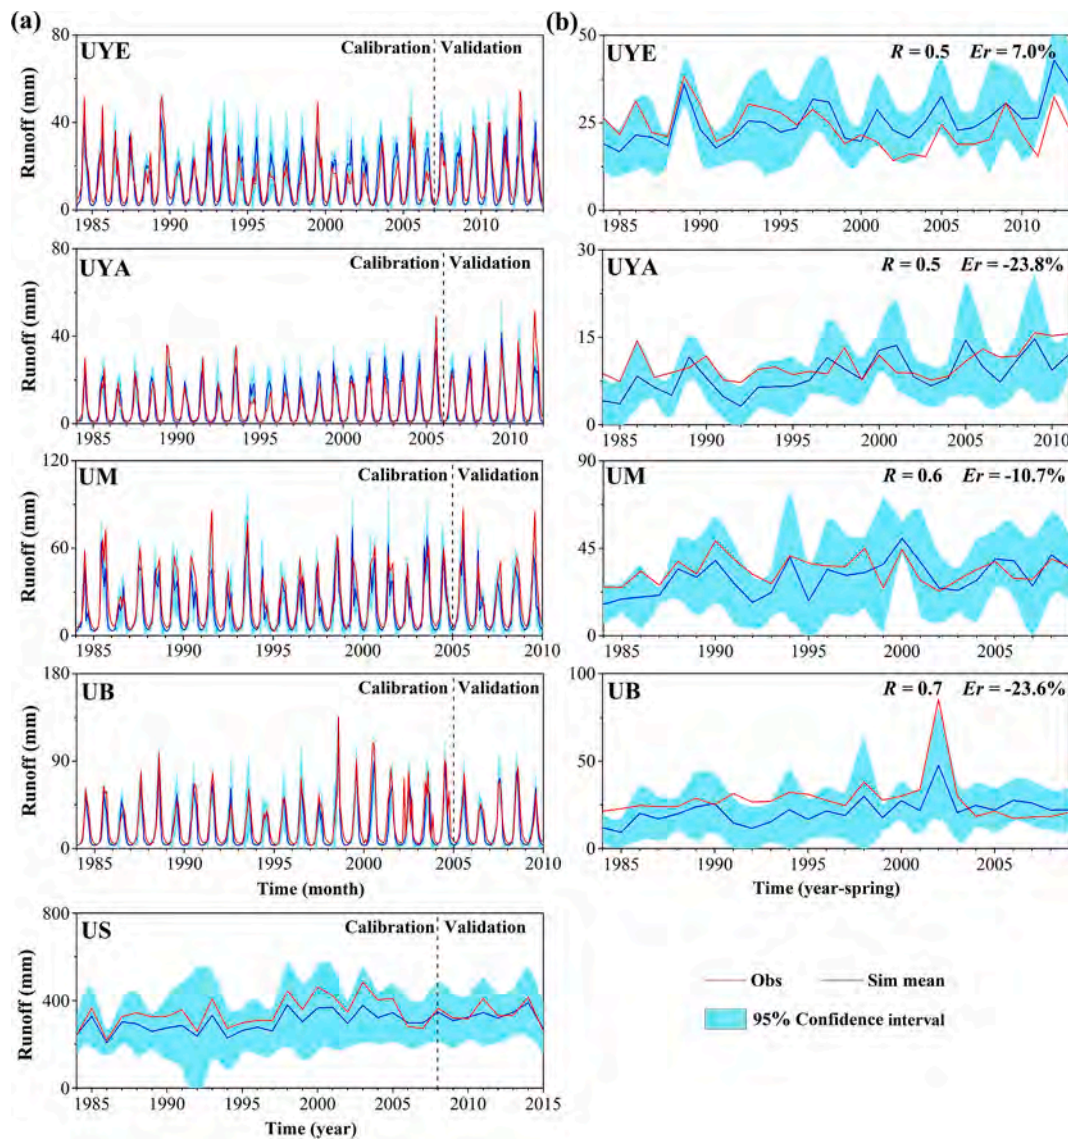 (a)
80
UYE
Calibration Validation
40
0
Runoff (mm)
1985 1990 1995 2000 2005 2010
80
UYA
Calibration Validation
40
0
Runoff (mm)
1985 1990 1995 2000 2005 2010
120
UM
Calibration Validation
60
0
Runoff (mm)
1985 1990 1995 2000 2005 2010
180
UB
Calibration Validation
90
0
Runoff (mm)
1985 1990 1995 2000 2005 2010
Time (month)
800
US
Calibration Validation
400
0
Runoff (mm)
1985 1990 1995 2000 2005 2010 2015
Time (year)
(b)
50
UYE
R = 0.5 Er = 7.0%
25
0
1985 1990 1995 2000 2005 2010
30
UYA
R = 0.5 Er = -23.8%
15
0
1985 1990 1995 2000 2005 2010
90
UM
R = 0.6 Er = -10.7%
45
0
1985 1990 1995 2000 2005
100
UB
R = 0.7 Er = -23.6%
50
0
1985 1990 1995 2000 2005
Time (year-spring)
Obs Sim mean
95% Confidence interval